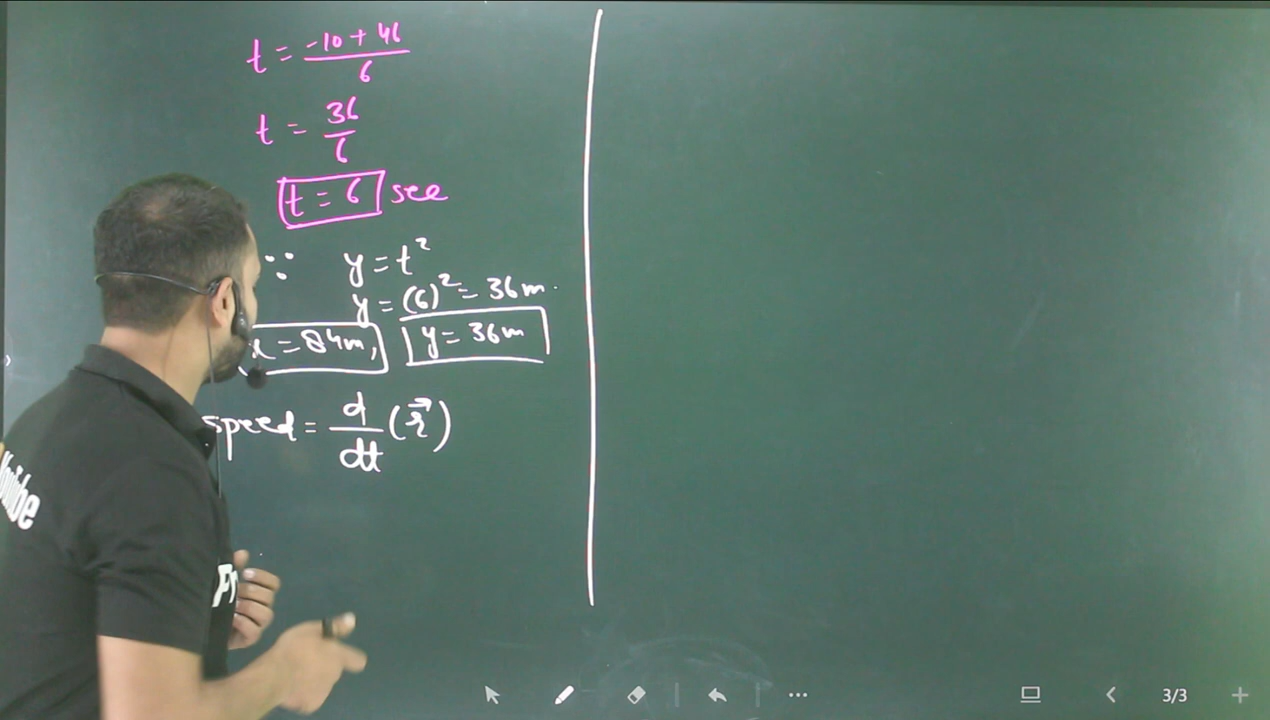 t = -10 + 46 / 6
t = 36 / 6
t = 6 sec
∵ y = t²
y = (6)² = 36m.
x = 84m, y = 36m
speed = d/dt (r⃗)
3/3